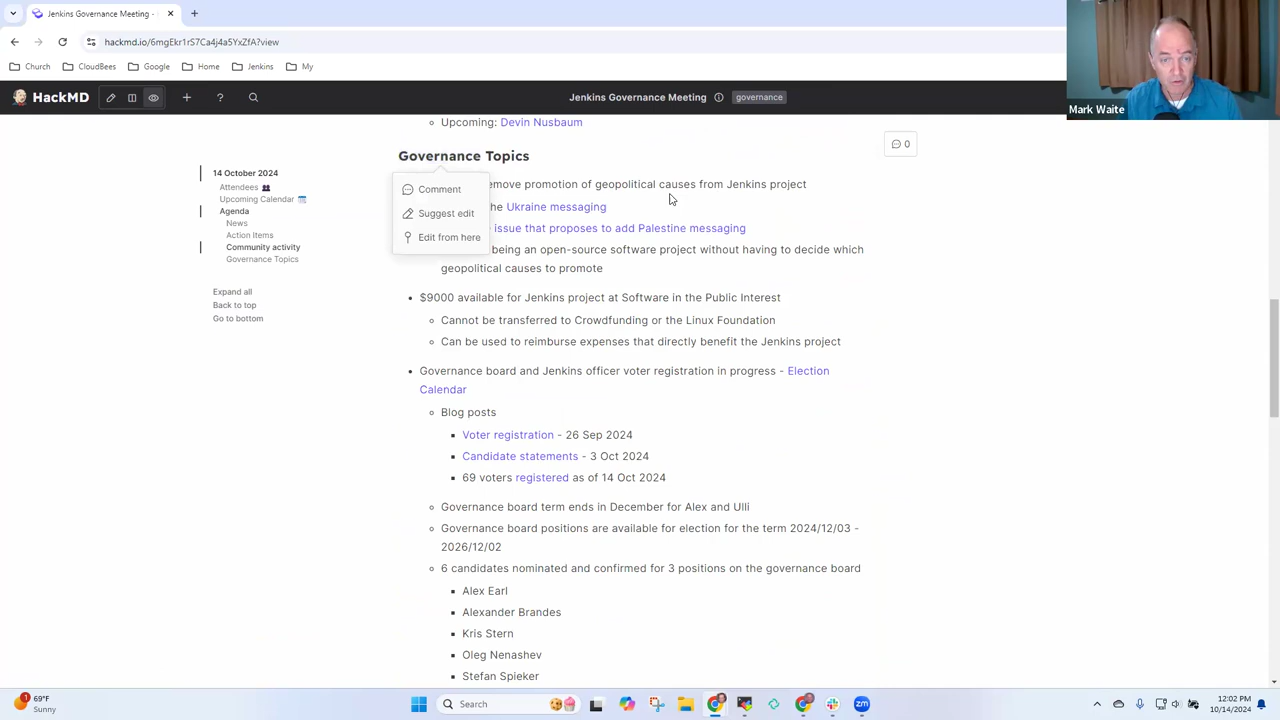 Jenkins Governance Meeting -
hackmd.io/6mgEkr1rS7Ca4j4a5YxZfA?view
Church
CloudBees
Google
Home
Jenkins
My
Mark Waite
HackMD
Jenkins Governance Meeting
governance
14 October 2024
Attendees
Upcoming Calendar
Agenda
News
Action Items
Community activity
Governance Topics
Expand all
Back to top
Go to bottom
Upcoming: Devin Nusbaum
0
Governance Topics
Comment
Suggest edit
Edit from here
emove promotion of geopolitical causes from Jenkins project
he Ukraine messaging
issue that proposes to add Palestine messaging
being an open-source software project without having to decide which
geopolitical causes to promote
$9000 available for Jenkins project at Software in the Public Interest
Cannot be transferred to Crowdfunding or the Linux Foundation
Can be used to reimburse expenses that directly benefit the Jenkins project
Governance board and Jenkins officer voter registration in progress - Election
Calendar
Blog posts
Voter registration - 26 Sep 2024
Candidate statements - 3 Oct 2024
69 voters registered as of 14 Oct 2024
Governance board term ends in December for Alex and Ulli
Governance board positions are available for election for the term 2024/12/03 -
2026/12/02
6 candidates nominated and confirmed for 3 positions on the governance board
Alex Earl
Alexander Brandes
Kris Stern
Oleg Nenashev
Stefan Spieker
1
69°F
Sunny
Search
12:02 PM
10/14/2024